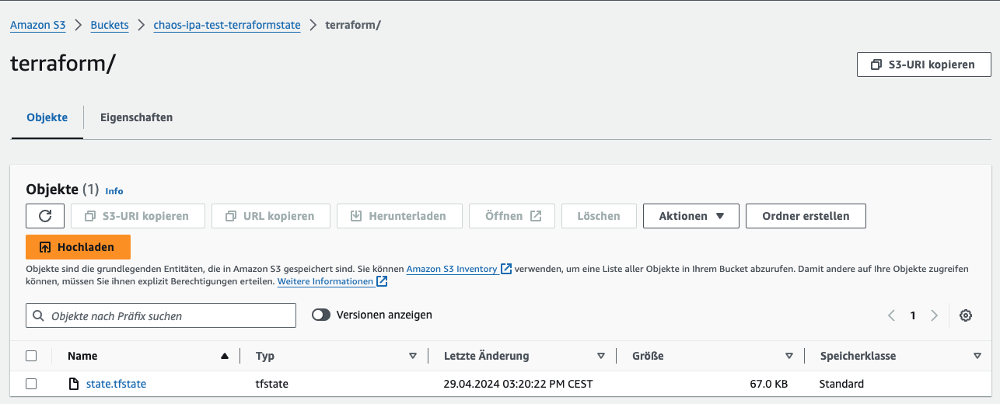 Amazon S3 > Buckets > chaos-ipa-test-terraformstate > terraform/
terraform/
S3-URI kopieren
Objekte Eigenschaften
Objekte (1) Info
S3-URI kopieren URL kopieren Herunterladen Öffnen Löschen Aktionen Ordner erstellen
Hochladen
Objekte sind die grundlegenden Entitäten, die in Amazon S3 gespeichert sind. Sie können Amazon S3 Inventory verwenden, um eine Liste aller Objekte in Ihrem Bucket abzurufen. Damit andere auf Ihre Objekte zugreifen
können, müssen Sie ihnen explizit Berechtigungen erteilen. Weitere Informationen
Objekte nach Präfix suchen Versionen anzeigen 1
Name Typ Letzte Änderung Größe Speicherklasse
state.tfstate tfstate 29.04.2024 03:20:22 PM CEST 67.0 KB Standard